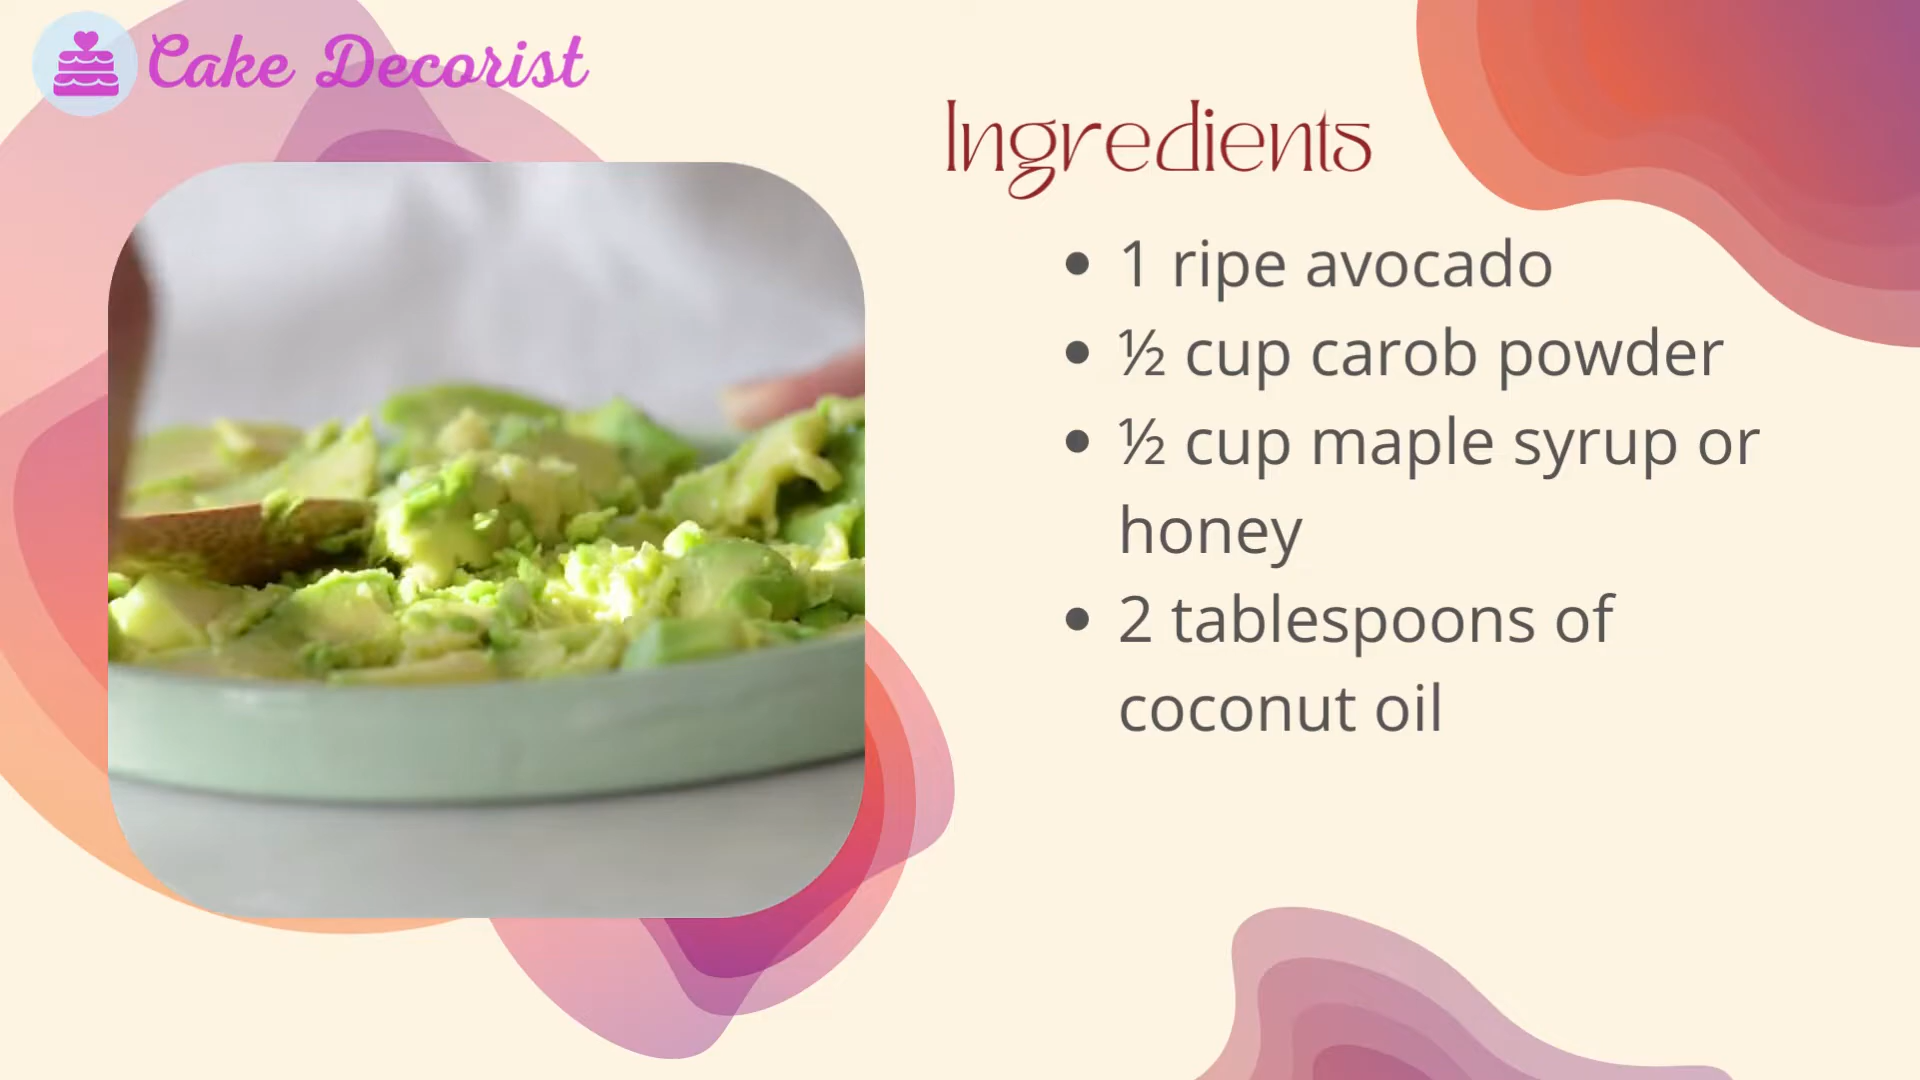 Cake Decorist
Ingredients
• 1 ripe avocado
• ½ cup carob powder
• ½ cup maple syrup or
honey
• 2 tablespoons of
coconut oil